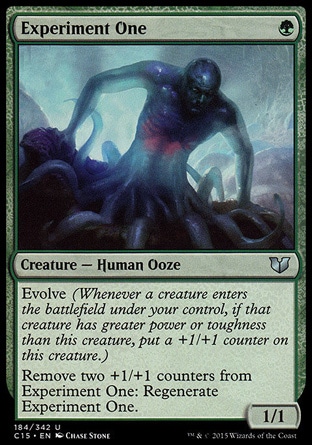 Experiment One
Creature — Human Ooze
Evolve (Whenever a creature enters
the battlefield under your control, if that
creature has greater power or toughness
than this creature, put a +1/+1 counter on
this creature.)
Remove two +1/+1 counters from
Experiment One: Regenerate
Experiment One.
1/1
184/342 U
C15 • EN Chase Stone
™ & © 2015 Wizards of the Coast